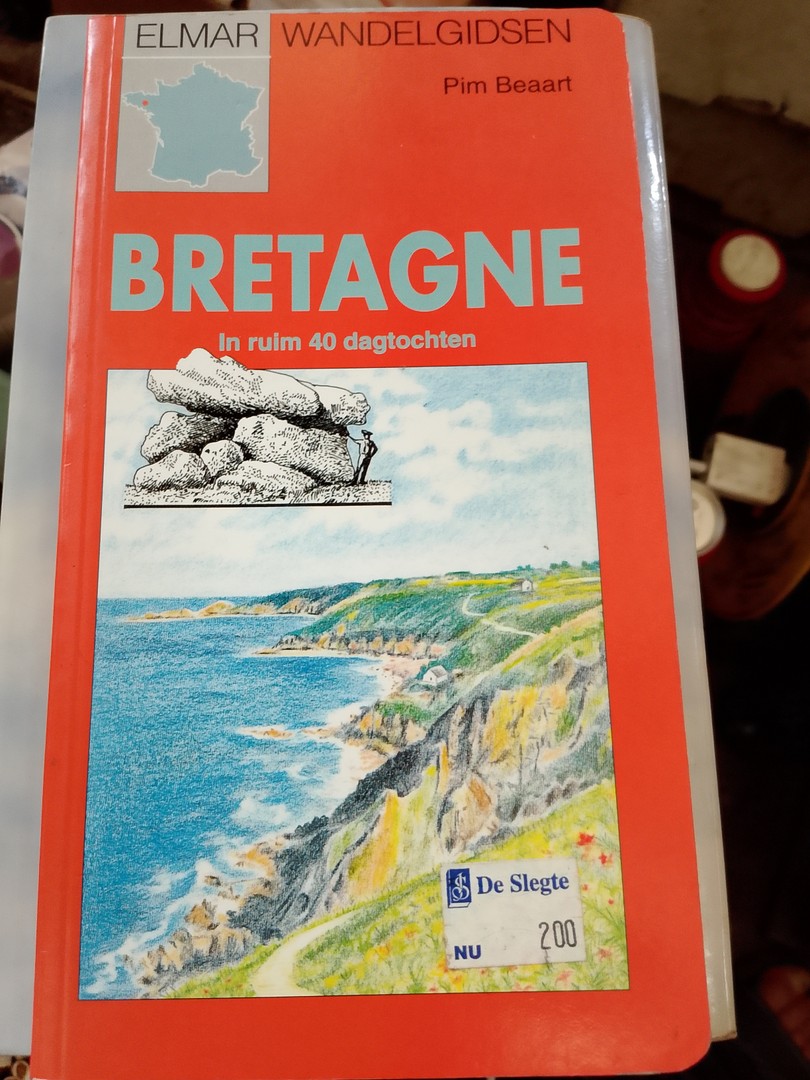 ELMAR WANDELGIDSEN
Pim Beaart
BRETAGNE
In ruim 40 dagtochten
De Slegte
NU 200